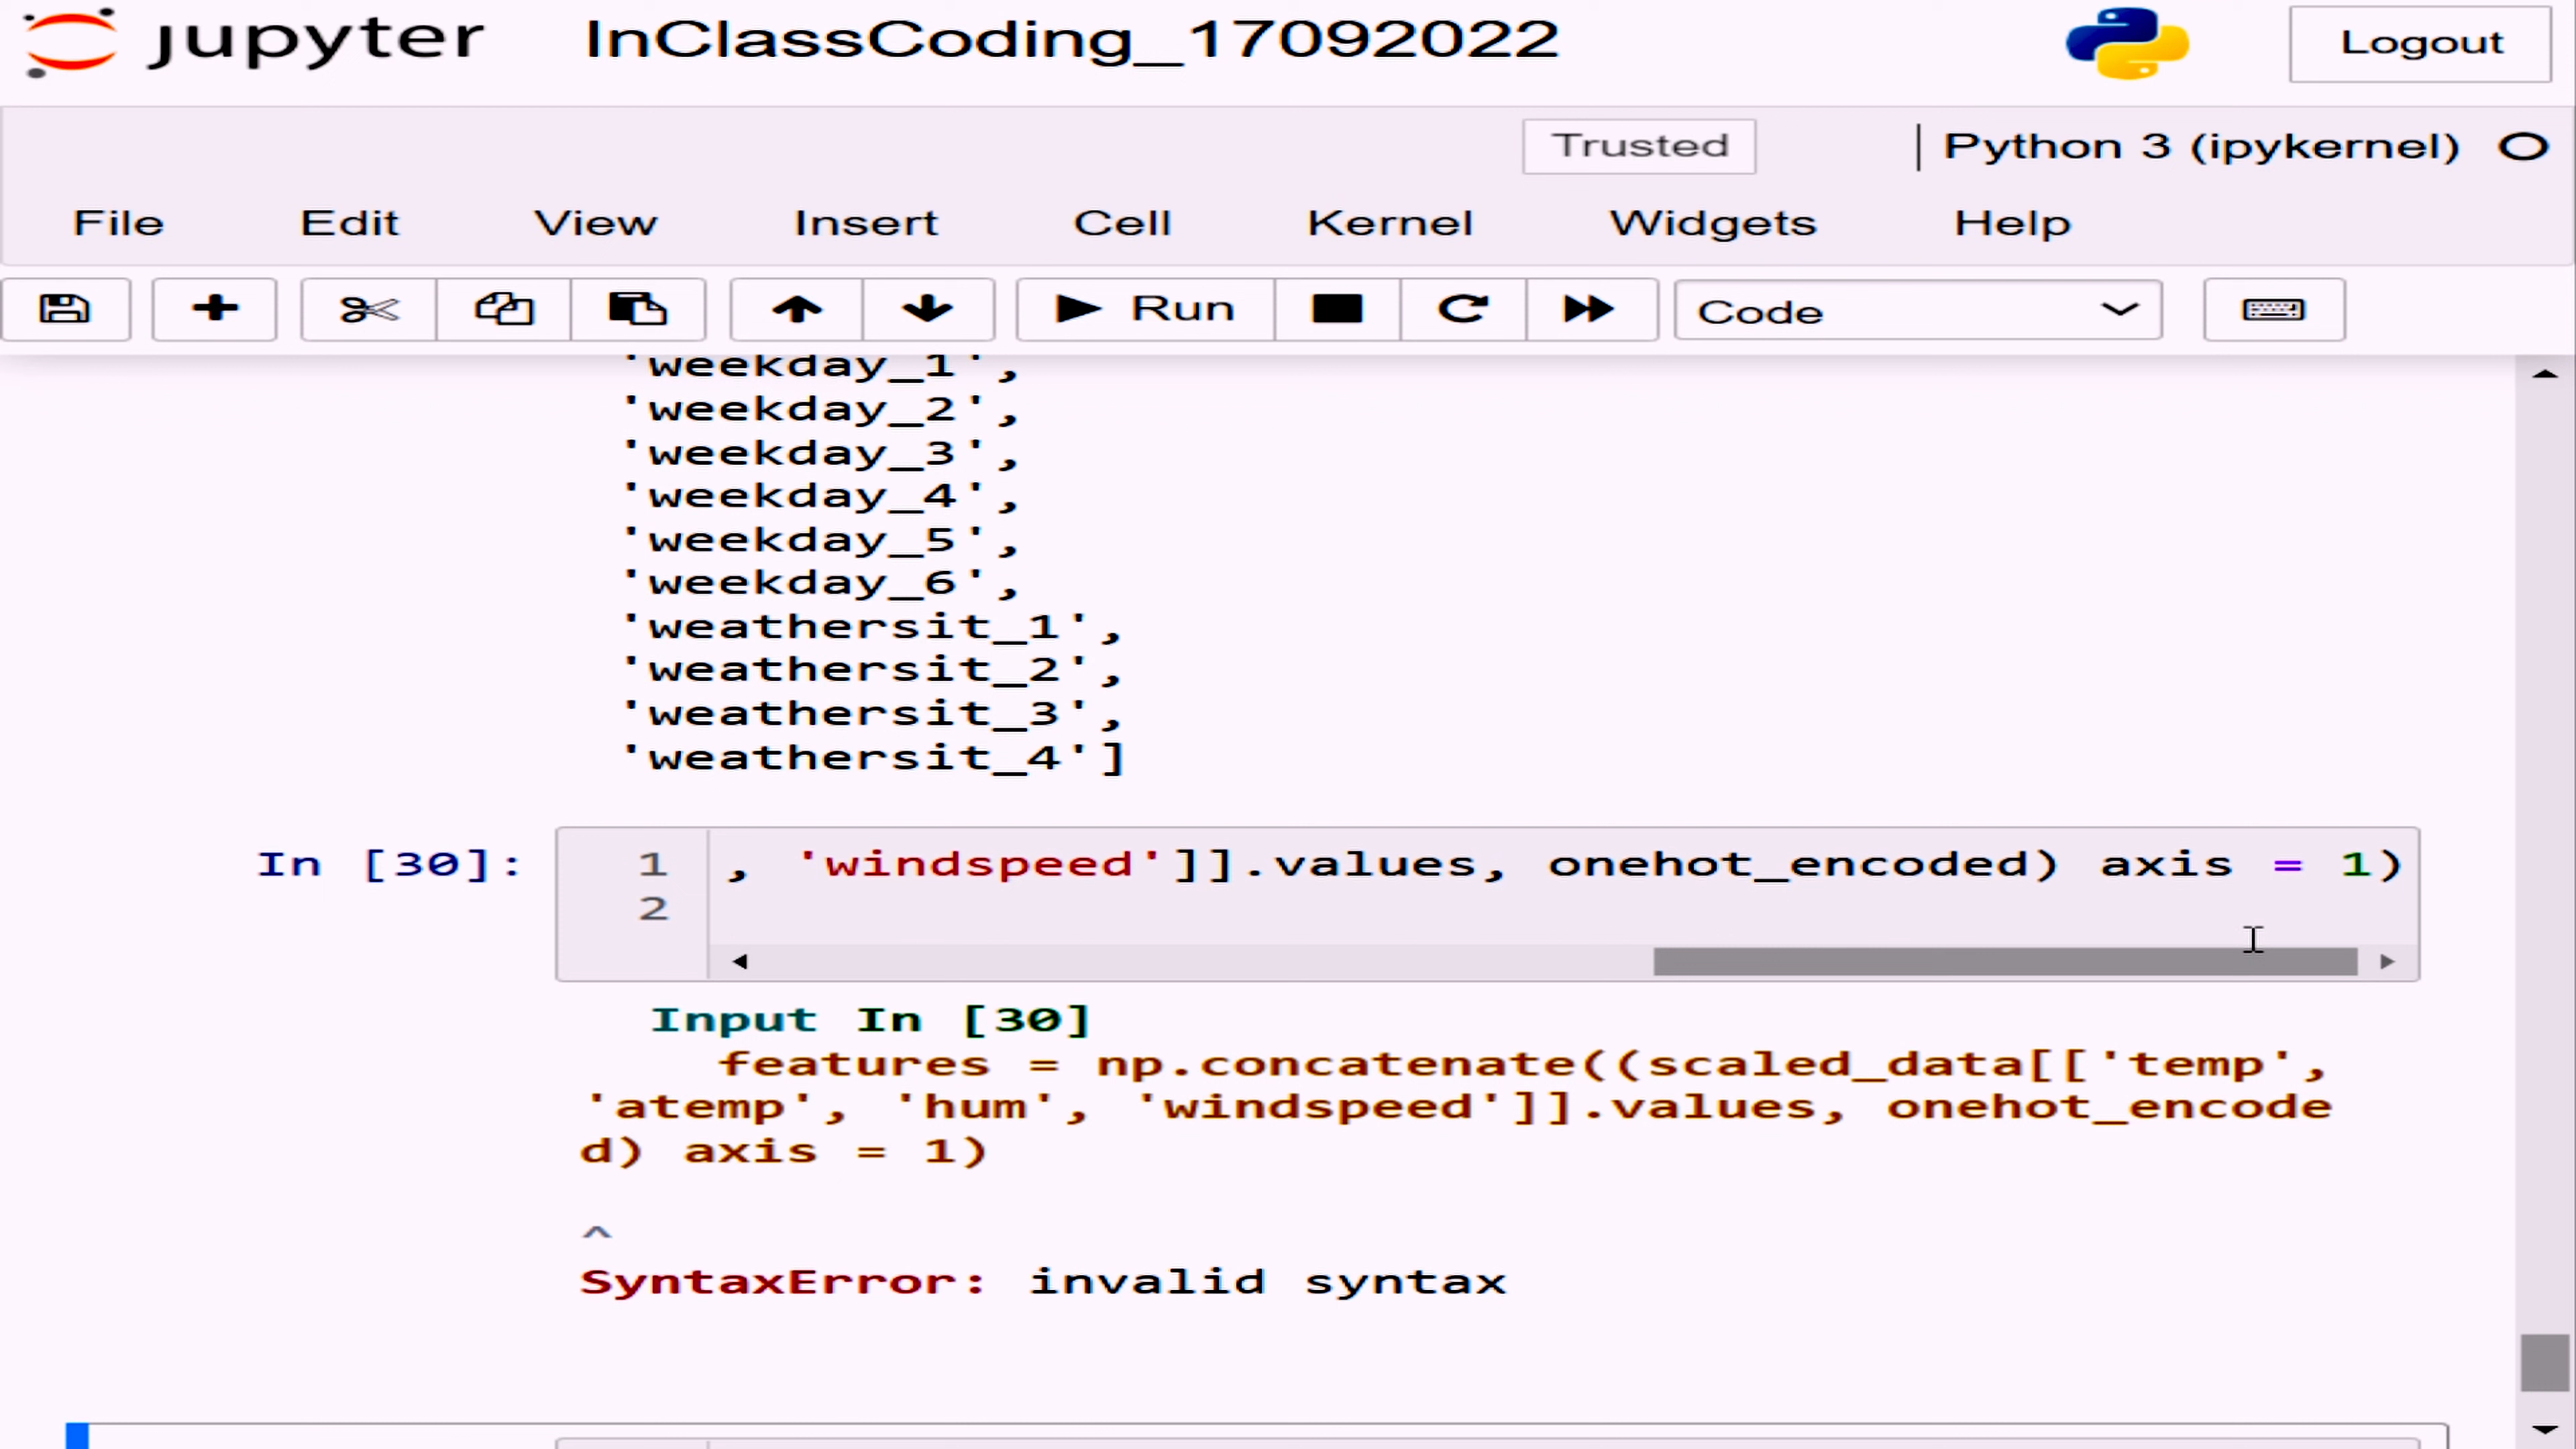 jupyter InClassCoding_17092022 Logout
Trusted | Python 3 (ipykernel)
File Edit View Insert Cell Kernel Widgets Help
Run Code
'weekday_1',
'weekday_2',
'weekday_3',
'weekday_4',
'weekday_5',
'weekday_6',
'weathersit_1',
'weathersit_2',
'weathersit_3',
'weathersit_4']
In [30]: 1 , 'windspeed']].values, onehot_encoded) axis = 1)
2
Input In [30]
features = np.concatenate((scaled_data[['temp',
'atemp', 'hum', 'windspeed']].values, onehot_encode
d) axis = 1)
^
SyntaxError: invalid syntax